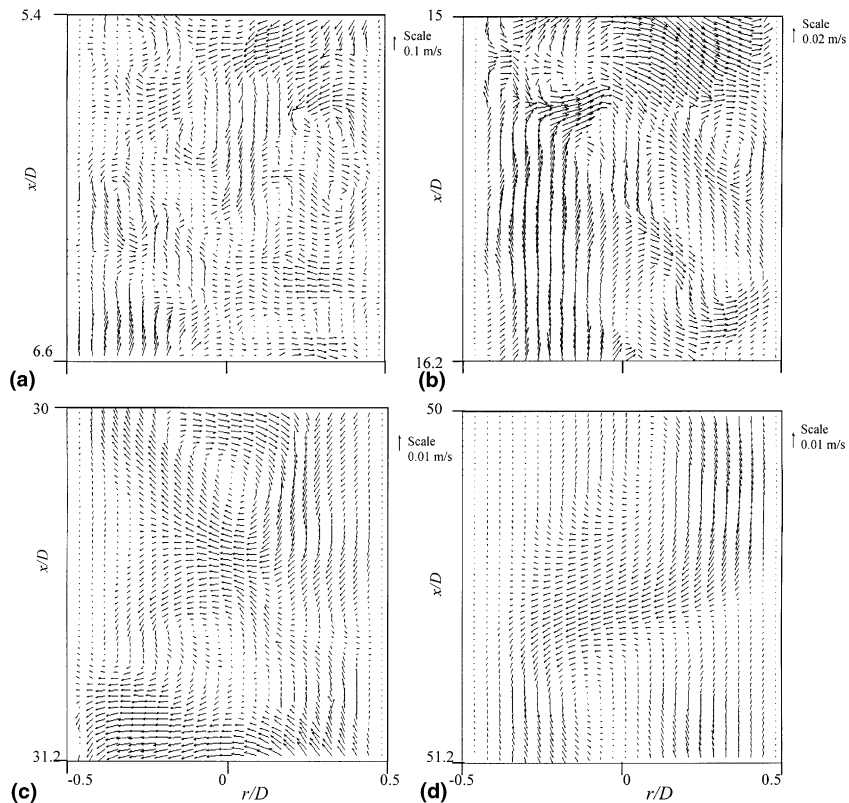 5.4
Scale
0.1 m/s
x/D
6.6
(a)
15
Scale
0.02 m/s
x/D
16.2
(b)
30
Scale
0.01 m/s
x/D
31.2
(c)
-0.5
0
0.5
r/D
50
Scale
0.01 m/s
x/D
51.2
(d)
-0.5
0
0.5
r/D